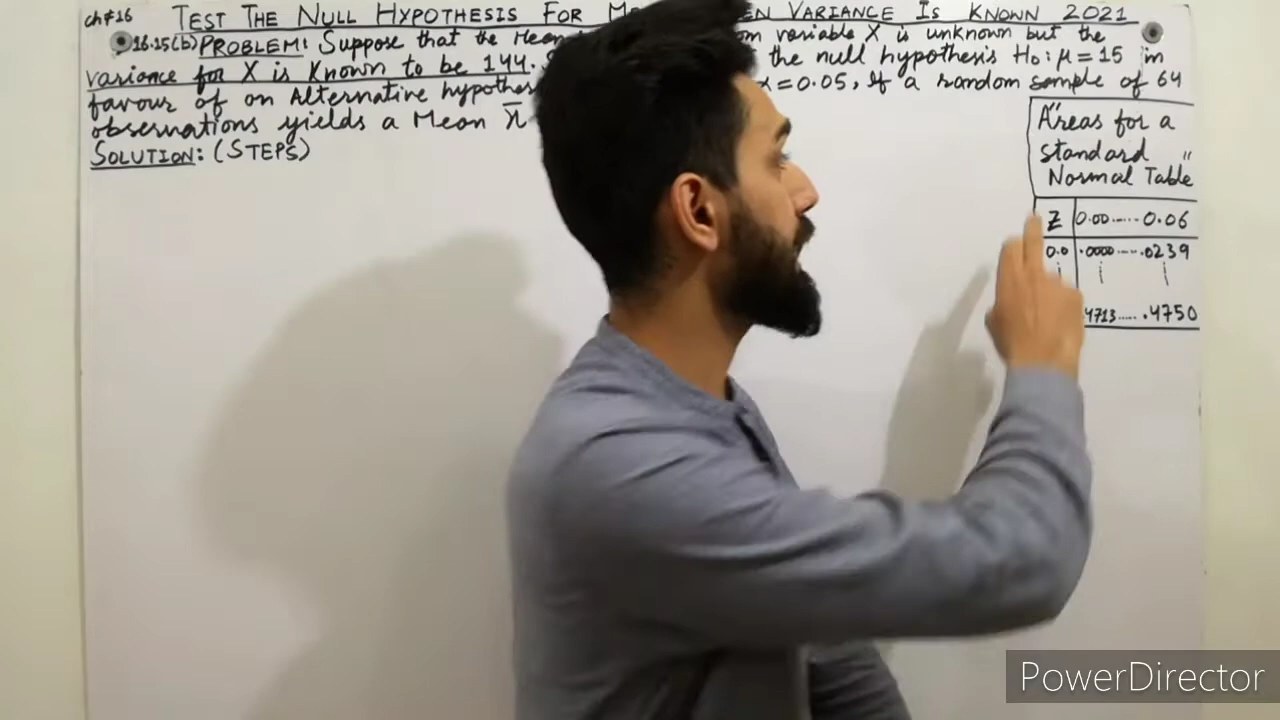 ch#16 TEST THE NULL HYPOTHESIS FOR VARIANCE IS KNOWN 2021
16.15(b) PROBLEM: Suppose that the Mean variable X is unknown but the
variance for X is Known to be 144. the null hypothesis H₀: μ = 15 in
favour of an Alternative α = 0.05, If a random sample of 64
observations yields a Mean x̄
SOLUTION: (STEPS)
"Areas for a
standard
Normal Table"
Z 0.00......0.06
0.0 .0000.....0239
.4713......4750
PowerDirector